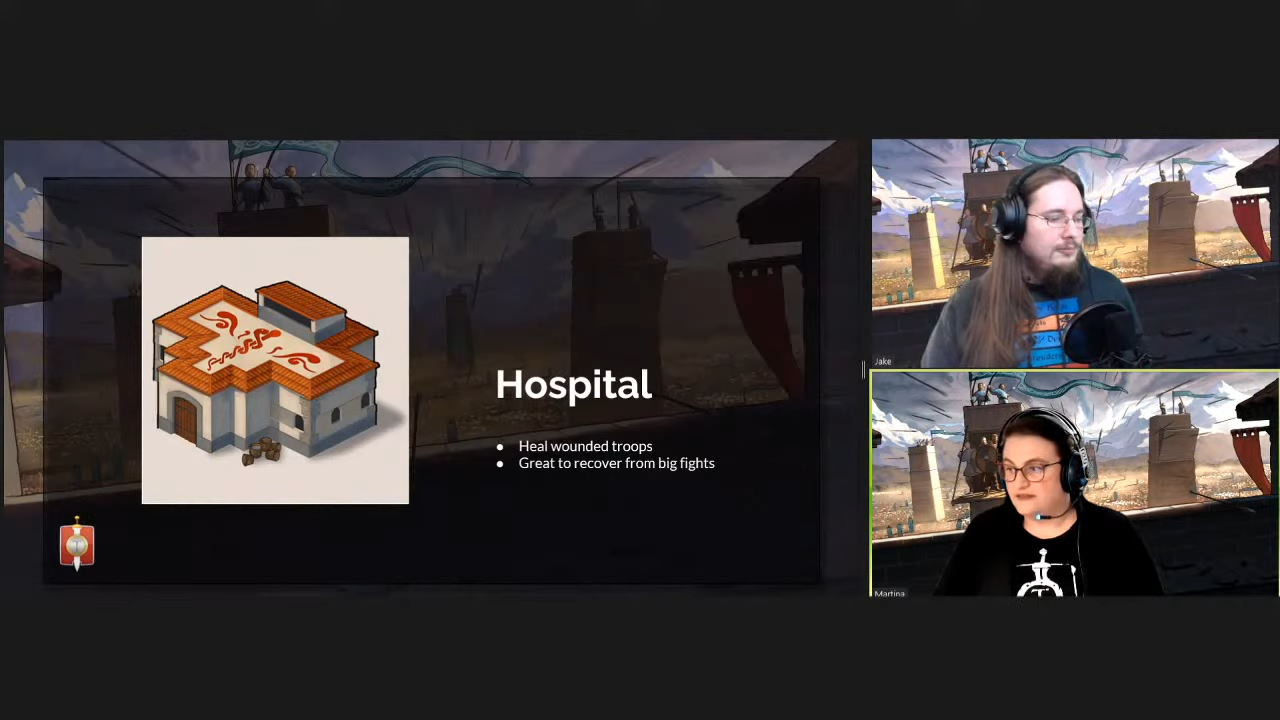 Hospital
● Heal wounded troops
● Great to recover from big fights
Jake
Martina